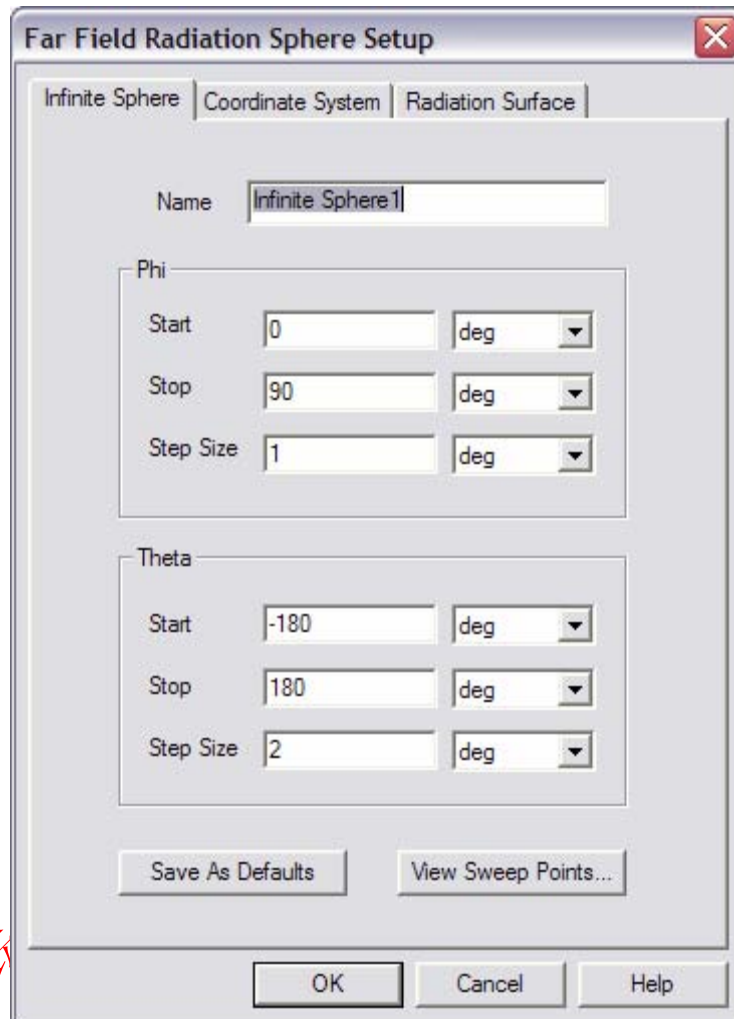 Far Field Radiation Sphere Setup
Infinite Sphere Coordinate System Radiation Surface
Name Infinite Sphere1
Phi
Start 0 deg
Stop 90 deg
Step Size 1 deg
Theta
Start -180 deg
Stop 180 deg
Step Size 2 deg
Save As Defaults View Sweep Points...
OK Cancel Help